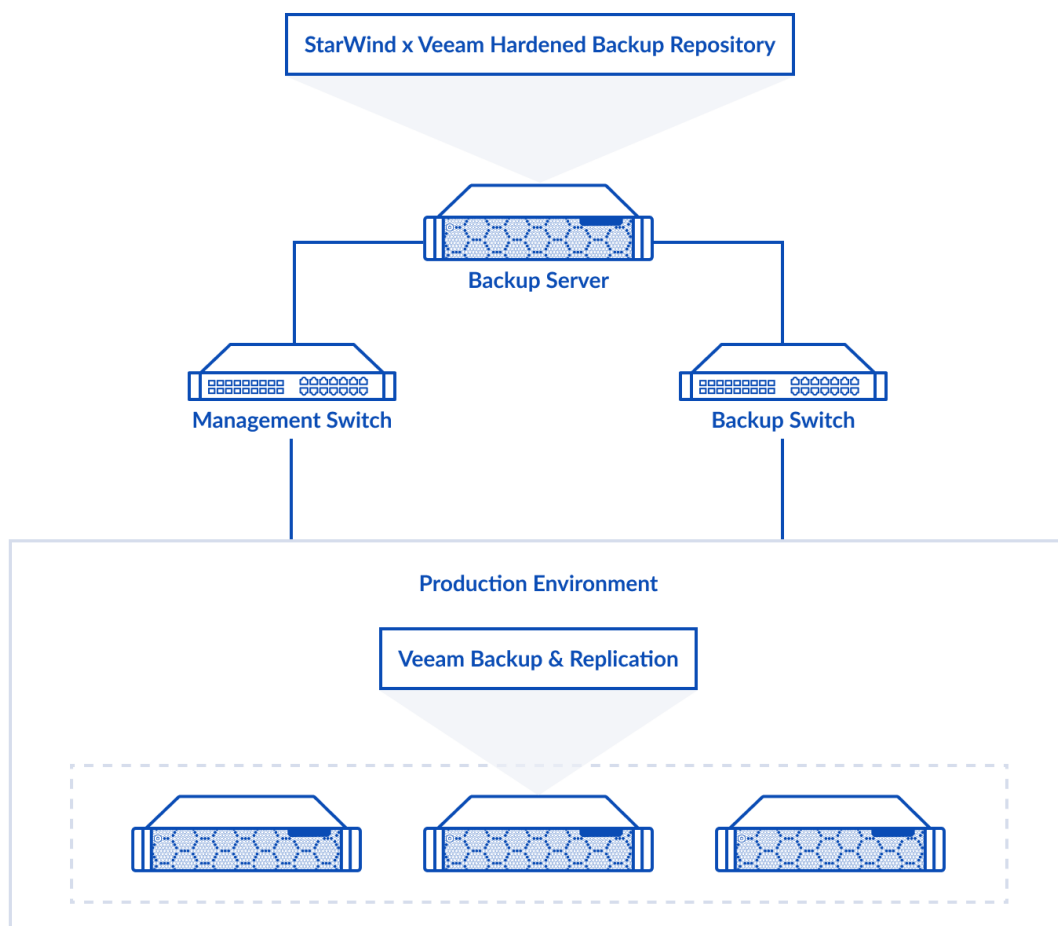 StarWind x Veeam Hardened Backup Repository
Backup Server
Management Switch
Backup Switch
Production Environment
Veeam Backup & Replication